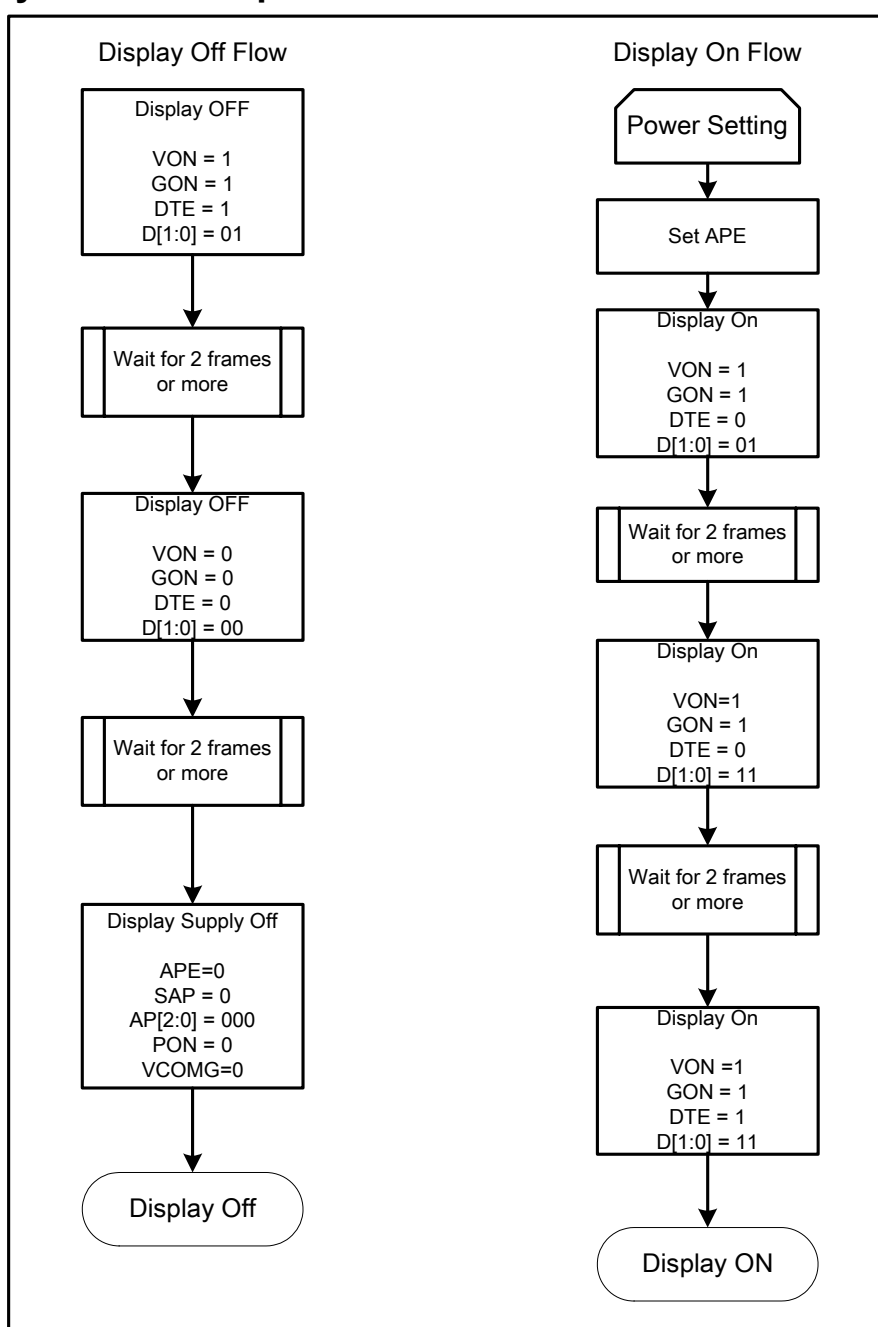 Display Off Flow
Display OFF
VON = 1
GON = 1
DTE = 1
D[1:0] = 01
Wait for 2 frames
or more
Display OFF
VON = 0
GON = 0
DTE = 0
D[1:0] = 00
Wait for 2 frames
or more
Display Supply Off
APE=0
SAP = 0
AP[2:0] = 000
PON = 0
VCOMG=0
Display Off
Display On Flow
Power Setting
Set APE
Display On
VON = 1
GON = 1
DTE = 0
D[1:0] = 01
Wait for 2 frames
or more
Display On
VON=1
GON = 1
DTE = 0
D[1:0] = 11
Wait for 2 frames
or more
Display On
VON =1
GON = 1
DTE = 1
D[1:0] = 11
Display ON